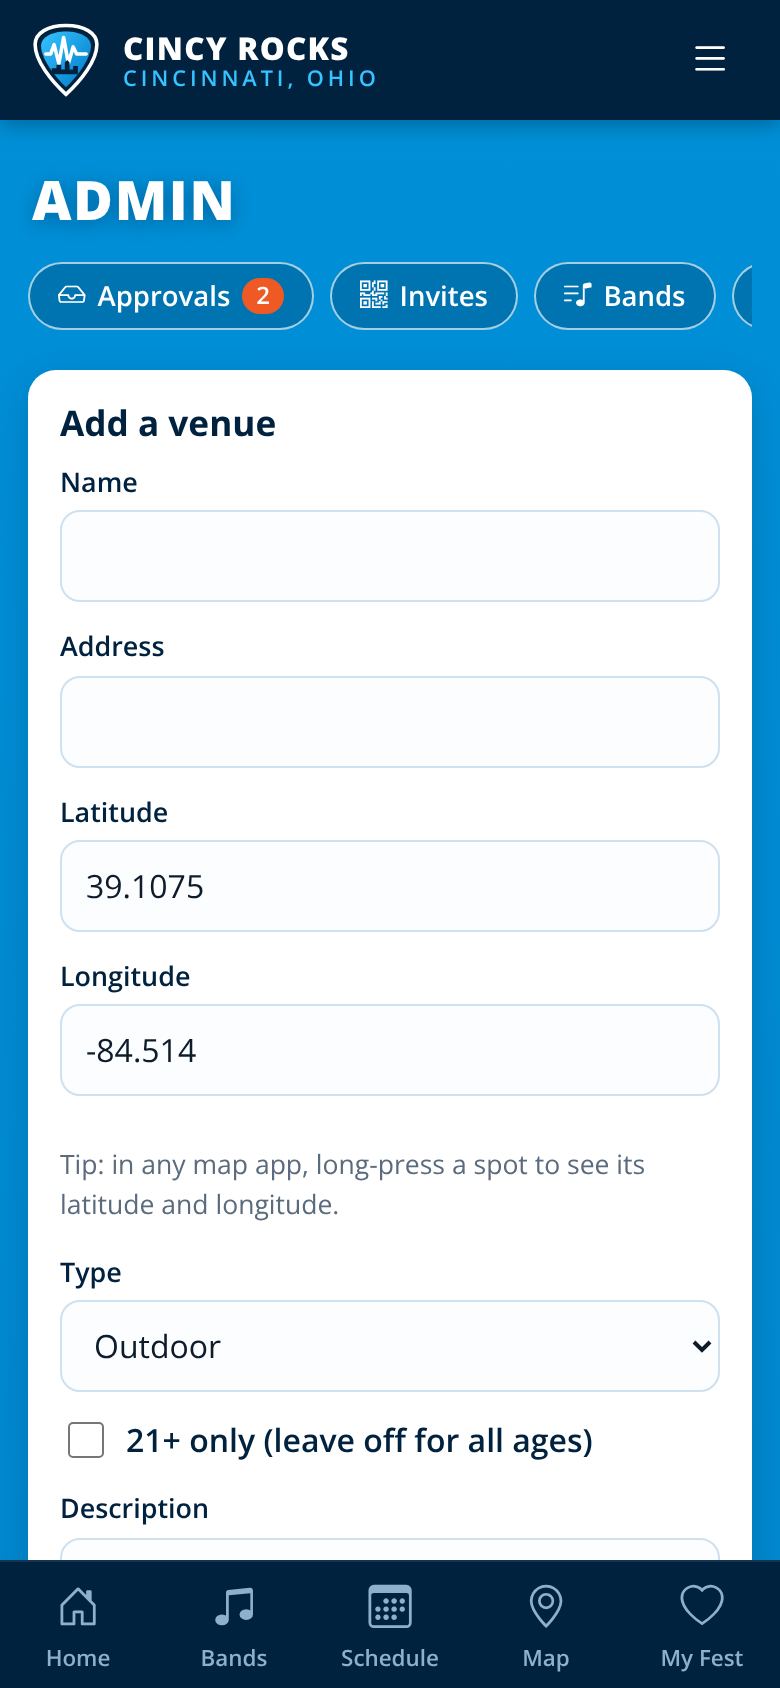 CINCY ROCKS
CINCINNATI, OHIO
ADMIN
Approvals 2 Invites Bands
Add a venue
Name
Address
Latitude
39.1075
Longitude
-84.514
Tip: in any map app, long-press a spot to see its
latitude and longitude.
Type
Outdoor
21+ only (leave off for all ages)
Description
Home Bands Schedule Map My Fest